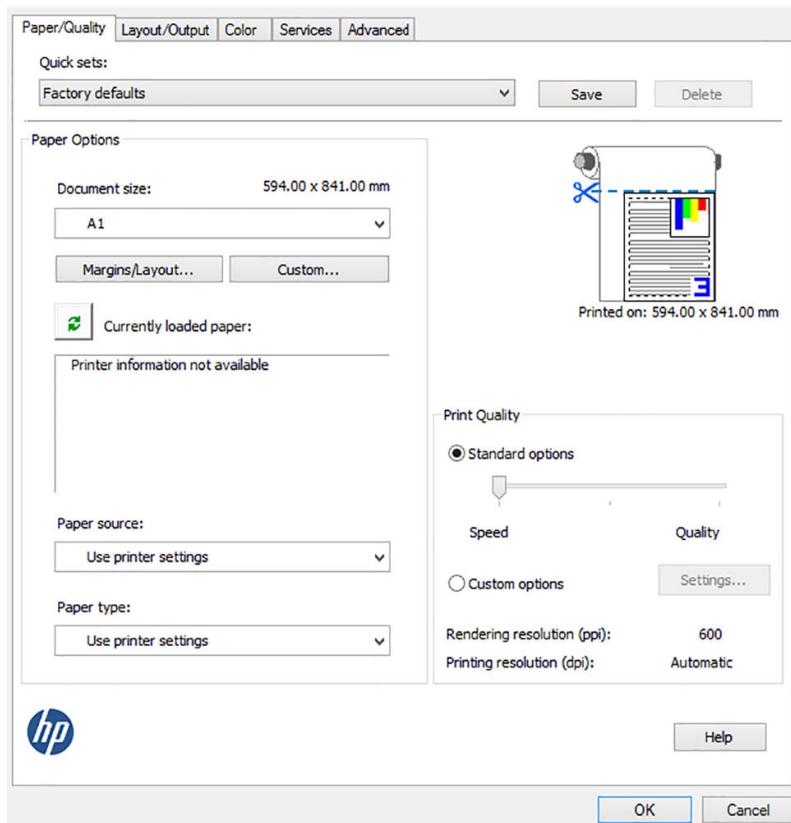 Paper/Quality
Layout/Output
Color
Services
Advanced
Quick sets:
Factory defaults
Save
Delete
Paper Options
Document size:
594.00 x 841.00 mm
A1
Margins/Layout...
Custom...
Currently loaded paper:
Printer information not available
Paper source:
Use printer settings
Paper type:
Use printer settings
E
Printed on: 594.00 x 841.00 mm
Print Quality
Standard options
Speed
Quality
Custom options
Settings...
Rendering resolution (ppi):
600
Printing resolution (dpi):
Automatic
hp
Help
OK
Cancel